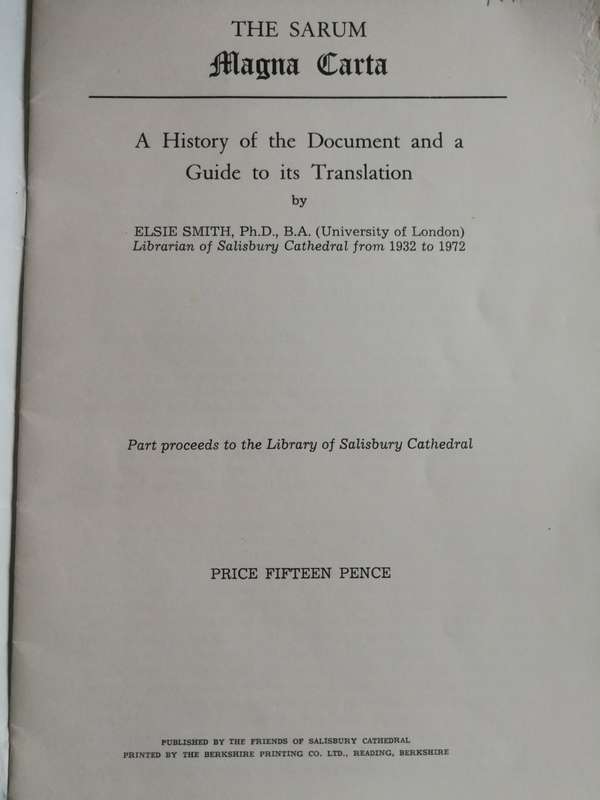 THE SARUM
Magna Carta
A History of the Document and a
Guide to its Translation
by
ELSIE SMITH, Ph.D., B.A. (University of London)
Librarian of Salisbury Cathedral from 1932 to 1972
Part proceeds to the Library of Salisbury Cathedral
PRICE FIFTEEN PENCE
PUBLISHED BY THE FRIENDS OF SALISBURY CATHEDRAL
PRINTED BY THE BERKSHIRE PRINTING CO. LTD., READING, BERKSHIRE